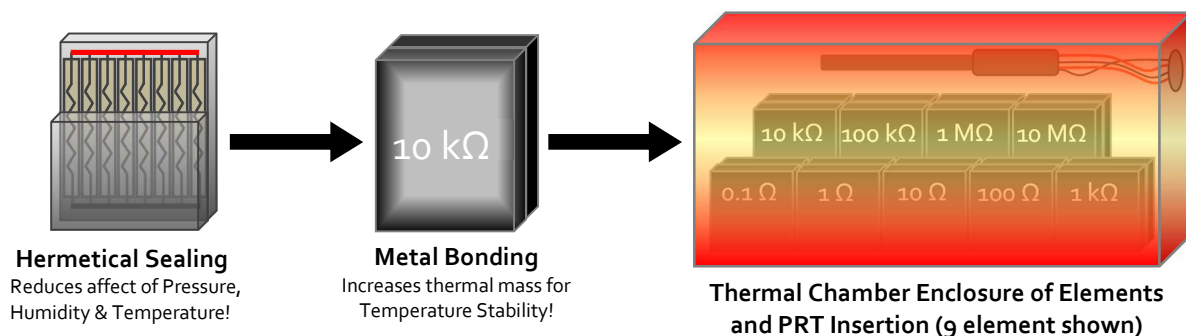 10 kΩ
10 kΩ 100 kΩ 1 MΩ 10 MΩ
0.1 Ω 1 Ω 10 Ω 100 Ω 1 kΩ
Hermetical Sealing
Reduces affect of Pressure,
Humidity & Temperature!
Metal Bonding
Increases thermal mass for
Temperature Stability!
Thermal Chamber Enclosure of Elements
and PRT Insertion (9 element shown)